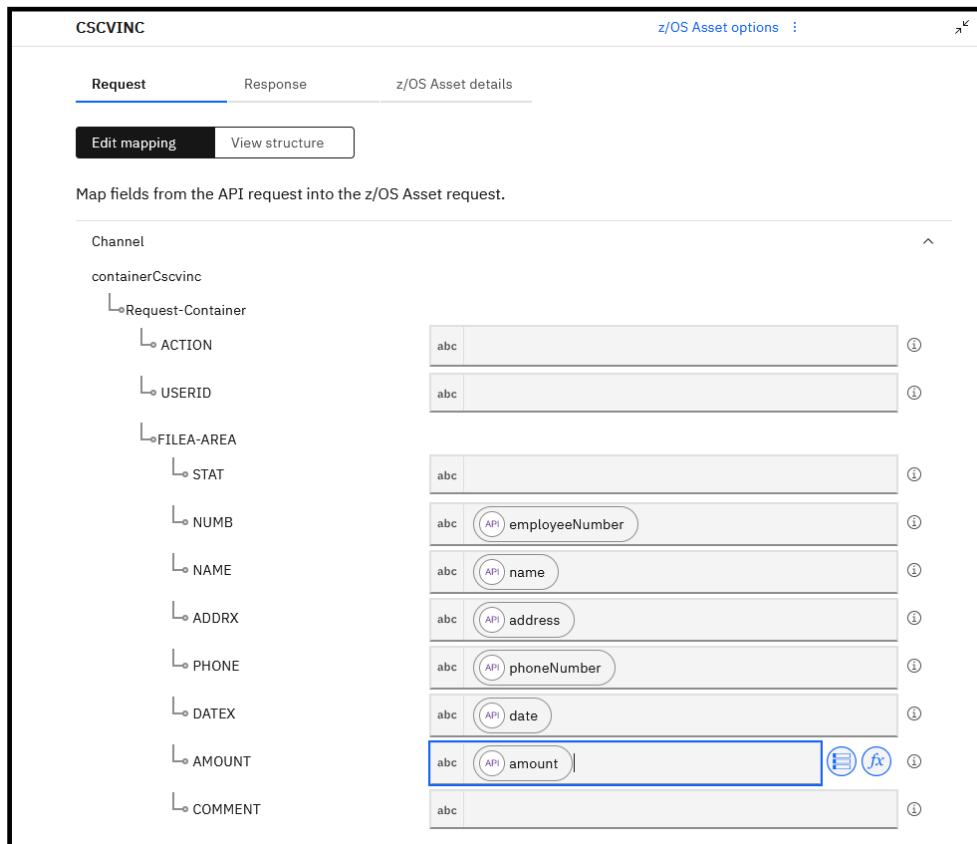 CSCVINC z/OS Asset options
Request Response z/OS Asset details
Edit mapping View structure
Map fields from the API request into the z/OS Asset request.
Channel
containerCscvinc
Request-Container
ACTION abc
USERID abc
FILEA-AREA
STAT abc
NUMB abc API employeeNumber
NAME abc API name
ADDRX abc API address
PHONE abc API phoneNumber
DATEX abc API date
AMOUNT abc API amount fx
COMMENT abc